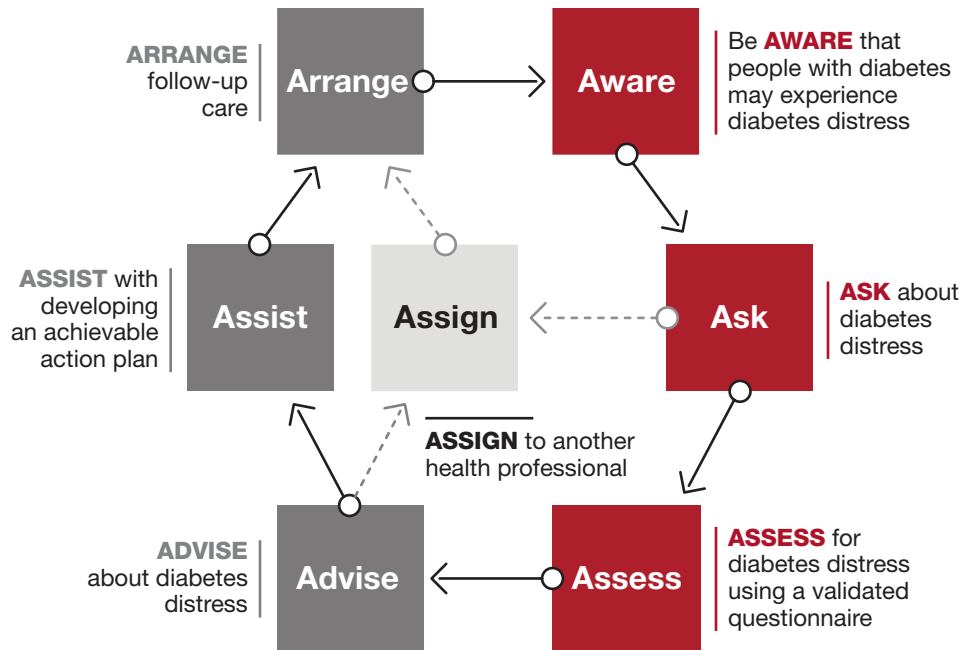 ARRANGE
follow-up
care
Arrange
Aware
Be AWARE that
people with diabetes
may experience
diabetes distress
ASSIST with
developing
an achievable
action plan
Assist
Assign
Ask
ASK about
diabetes
distress
ASSIGN to another
health professional
ADVISE
about diabetes
distress
Advise
Assess
ASSESS for
diabetes distress
using a validated
questionnaire